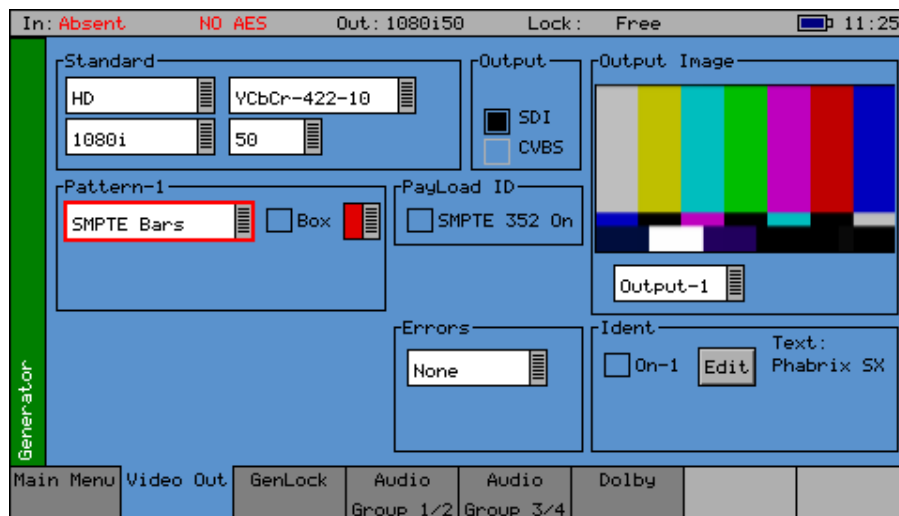 In: Absent NO AES Out: 1080i50 Lock: Free 11:25
Standard
HD YCbCr-422-10
1080i 50
Output
SDI
CVBS
Output Image
Output-1
Pattern-1
SMPTE Bars Box
PayLoad ID
SMPTE 352 On
Errors
None
Ident
On-1 Edit Text:
Phabrix SX
Generator
Main Menu Video Out GenLock Audio Group 1/2 Audio Group 3/4 Dolby